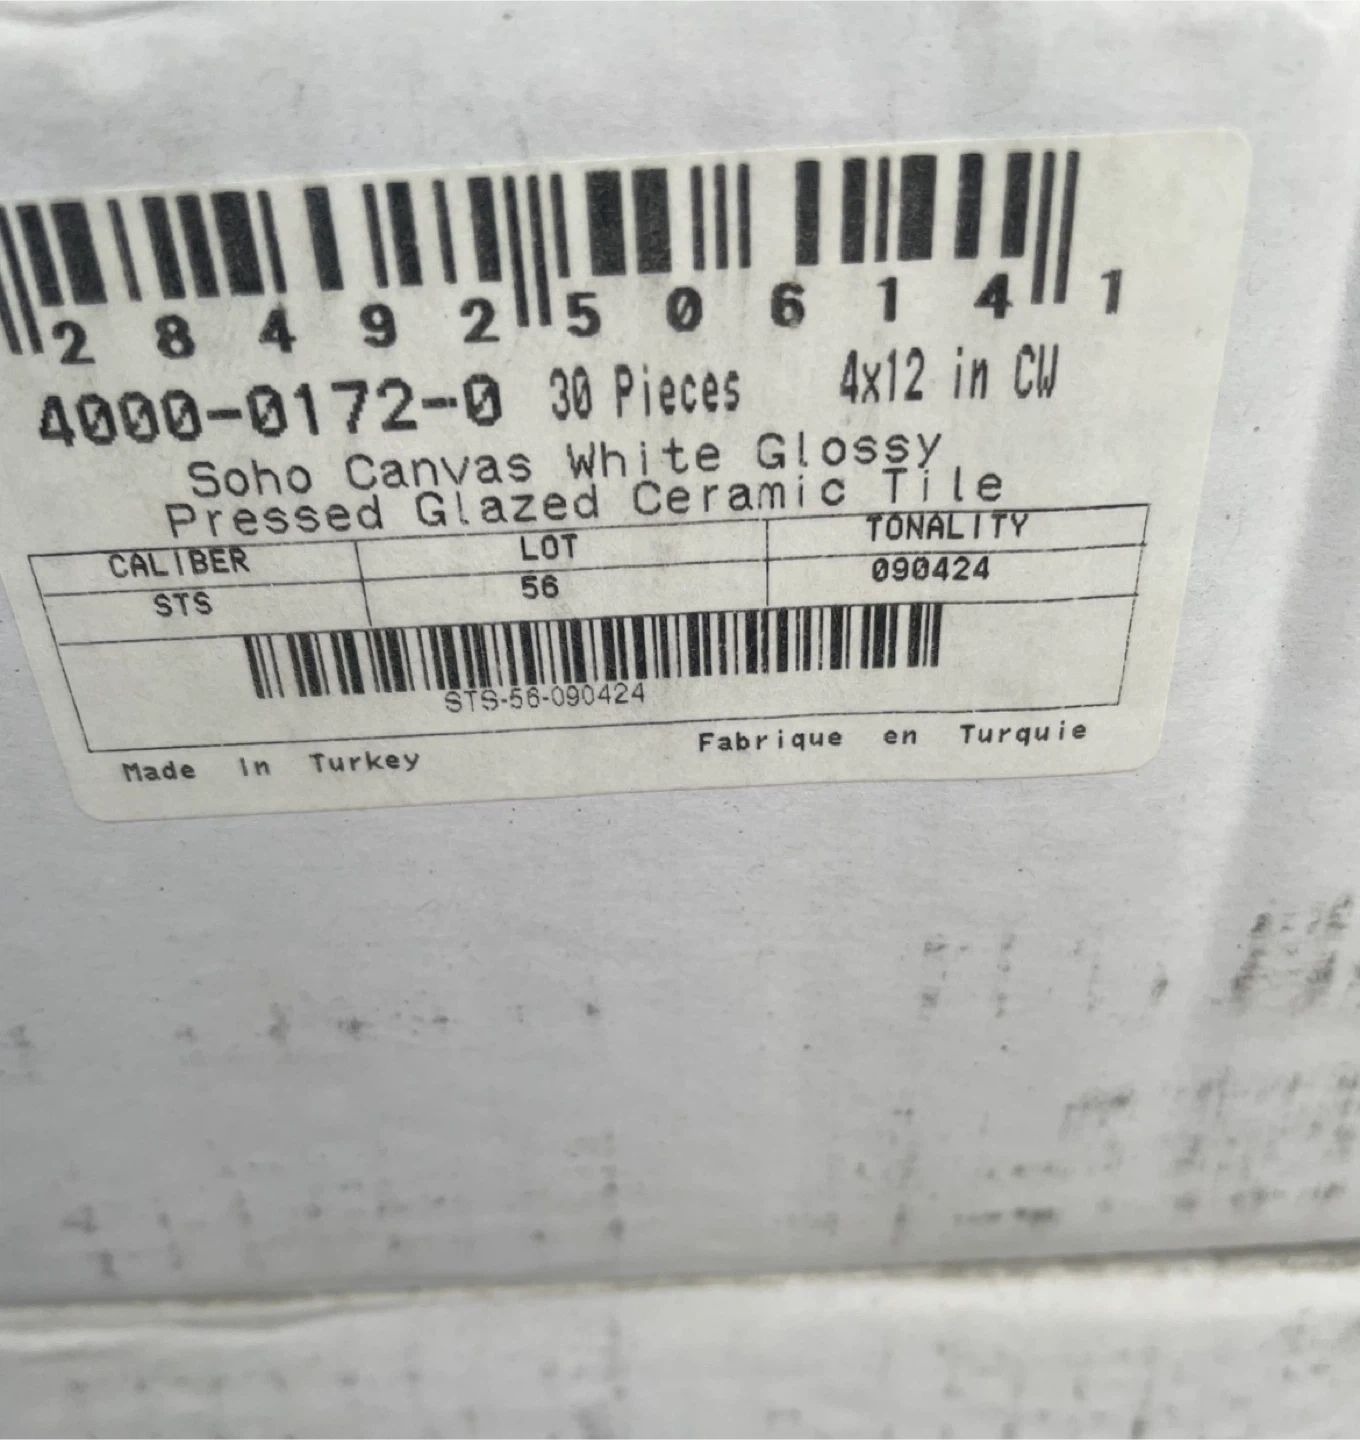 2 8 4 9 2 5 0 6 1 4 1
4000-0172-0 30 Pieces 4x12 in CW
Soho Canvas White Glossy
Pressed Glazed Ceramic Tile
CALIBER LOT TONALITY
STS 56 090424
STS-56-090424
Made In Turkey Fabrique en Turquie